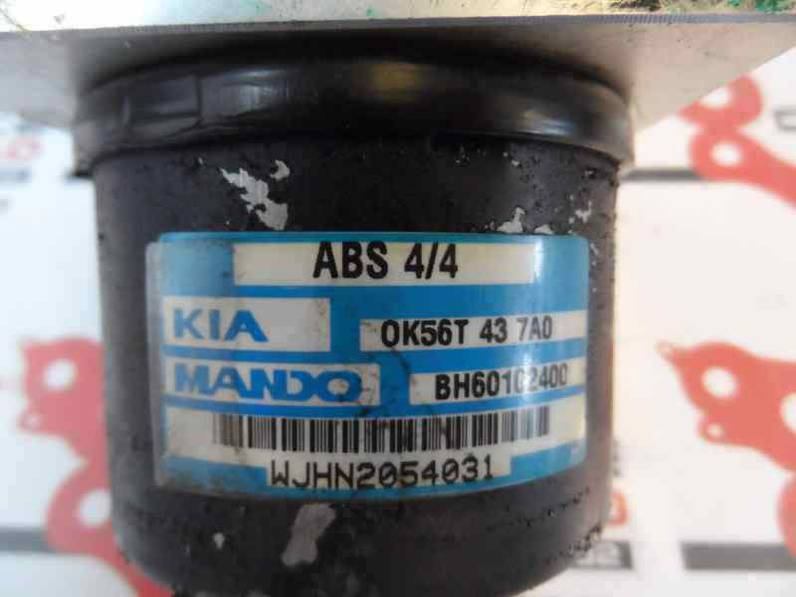 ABS 4/4
KIA
0K56T 43 7A0
MANDO
BH60102400
WJHN2054031